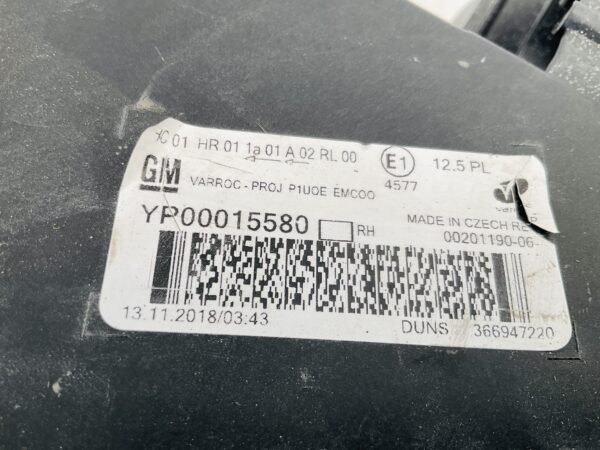 C 01 HR 01 1a 01 A 02 RL 00
E1 12.5 PL
4577
GM
VARROC - PROJ P1UOE EMCOO
YP00015580 RH
MADE IN CZECH RE
00201190-06-
13.11.2018/03:43
DUNS 366947220